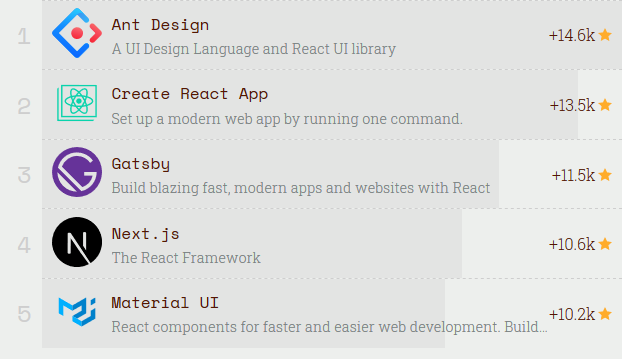 1
Ant Design
A UI Design Language and React UI library
+14.6k
2
Create React App
Set up a modern web app by running one command.
+13.5k
3
Gatsby
Build blazing fast, modern apps and websites with React
+11.5k
4
Next.js
The React Framework
+10.6k
5
Material UI
React components for faster and easier web development. Build...
+10.2k